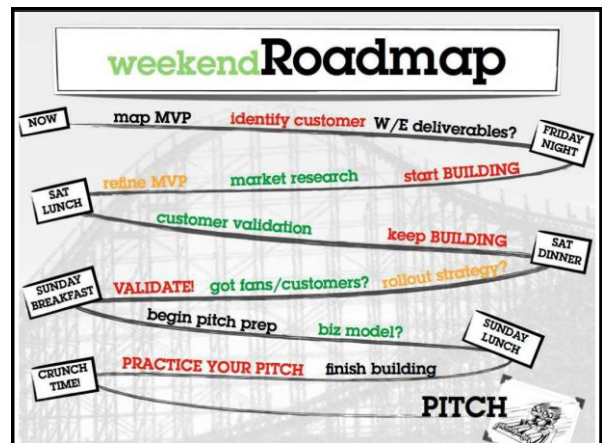 weekendRoadmap
NOW
map MVP identify customer W/E deliverables?
FRIDAY
NIGHT
refine MVP market research start BUILDING
SAT
LUNCH
customer validation keep BUILDING
SAT
DINNER
VALIDATE! got fans/customers? rollout strategy?
SUNDAY
BREAKFAST
begin pitch prep biz model?
SUNDAY
LUNCH
PRACTICE YOUR PITCH finish building
CRUNCH
TIME!
PITCH